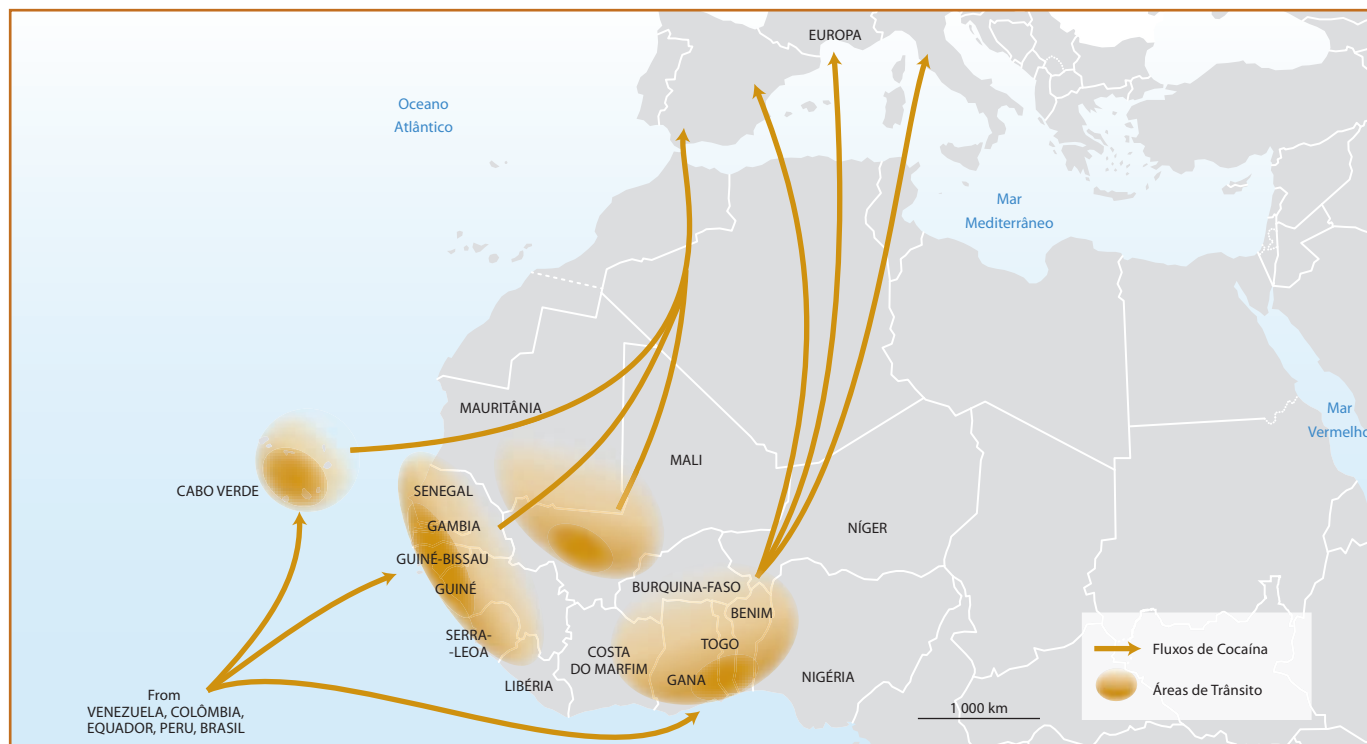 EUROPA
Oceano
Atlântico
Mar
Mediterrâneo
Mar
Vermelho
MAURITÂNIA
MALI
CABO VERDE
SENEGAL
GAMBIA
NÍGER
GUINÉ-BISSAU
GUINÉ
BURQUINA-FASO
BENIM
SERRA-
-LEOA
TOGO
COSTA
DO MARFIM
GANA
NIGÉRIA
LIBÉRIA
From
VENEZUELA, COLÔMBIA,
EQUADOR, PERU, BRASIL
1 000 km
Fluxos de Cocaína
Áreas de Trânsito